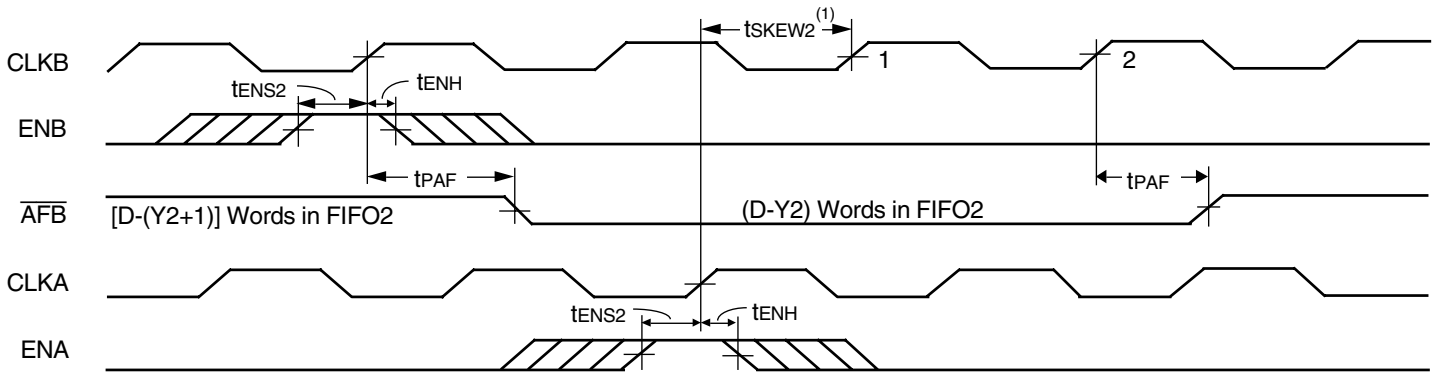 tSKEW2(1)
CLKB 1 2
tENS2 tENH
ENB
tPAF tPAF
AFB [D-(Y2+1)] Words in FIFO2 (D-Y2) Words in FIFO2
CLKA
tENS2 tENH
ENA